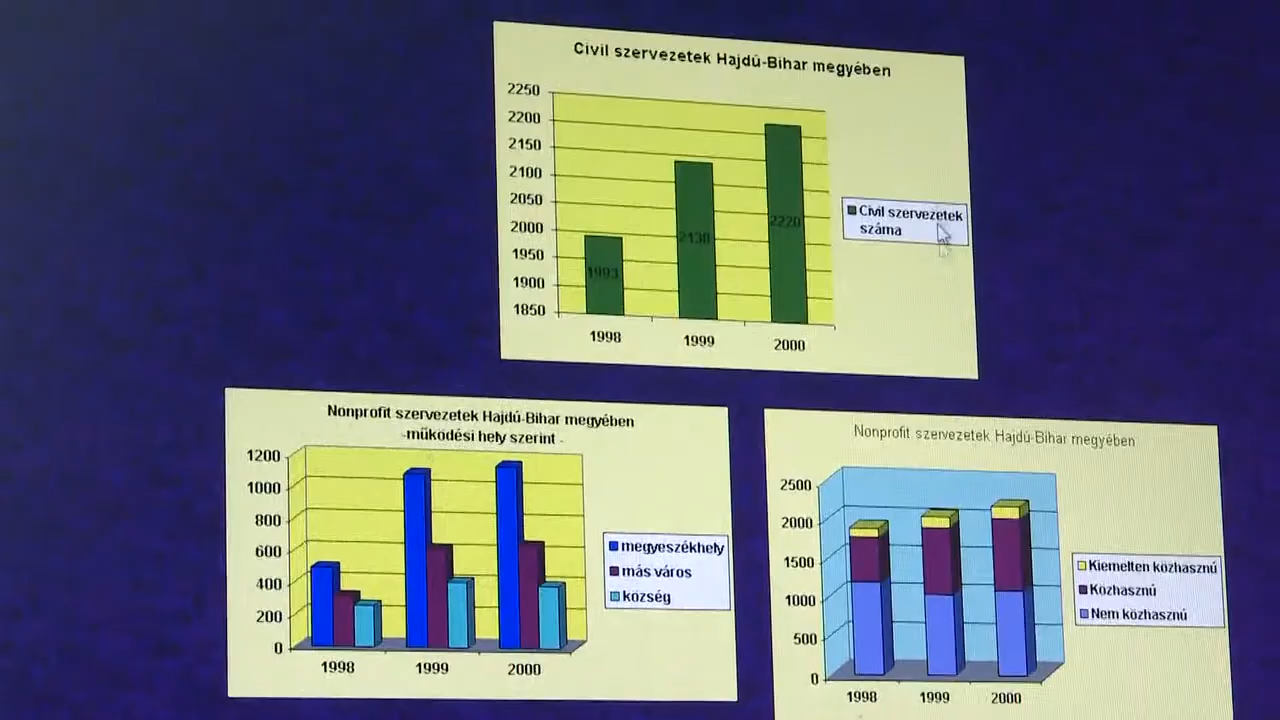 Civil szervezetek Hajdú-Bihar megyében
2250
2200
2150
2100
2050
2000
1950
1900
1850
1993
2130
2220
1998
1999
2000
Civil szervezetek
száma
Nonprofit szervezetek Hajdú-Bihar megyében
-működési hely szerint -
1200
1000
800
600
400
200
0
1998
1999
2000
megyeszékhely
más város
község
Nonprofit szervezetek Hajdú-Bihar megyében
2500
2000
1500
1000
500
0
1998
1999
2000
Kiemelten közhasznú
Közhasznú
Nem közhasznú